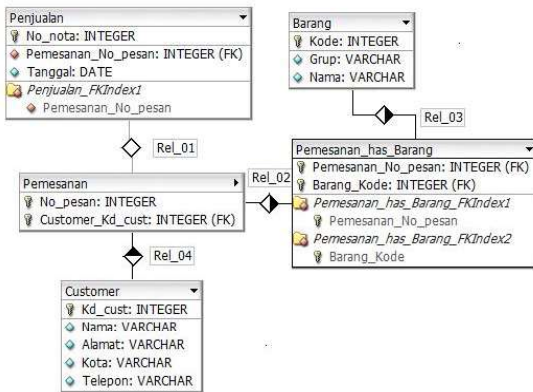 Penjualan
No_nota: INTEGER
Pemesanan_No_pesan: INTEGER (FK)
Tanggal: DATE
Penjualan_FKIndex1
Pemesanan_No_pesan
Barang
Kode: INTEGER
Grup: VARCHAR
Nama: VARCHAR
Rel_01
Rel_03
Pemesanan
No_pesan: INTEGER
Customer_Kd_cust: INTEGER (FK)
Rel_02
Pemesanan_has_Barang
Pemesanan_No_pesan: INTEGER (FK)
Barang_Kode: INTEGER (FK)
Pemesanan_has_Barang_FKIndex1
Pemesanan_No_pesan
Pemesanan_has_Barang_FKIndex2
Barang_Kode
Rel_04
Customer
Kd_cust: INTEGER
Nama: VARCHAR
Alamat: VARCHAR
Kota: VARCHAR
Telepon: VARCHAR